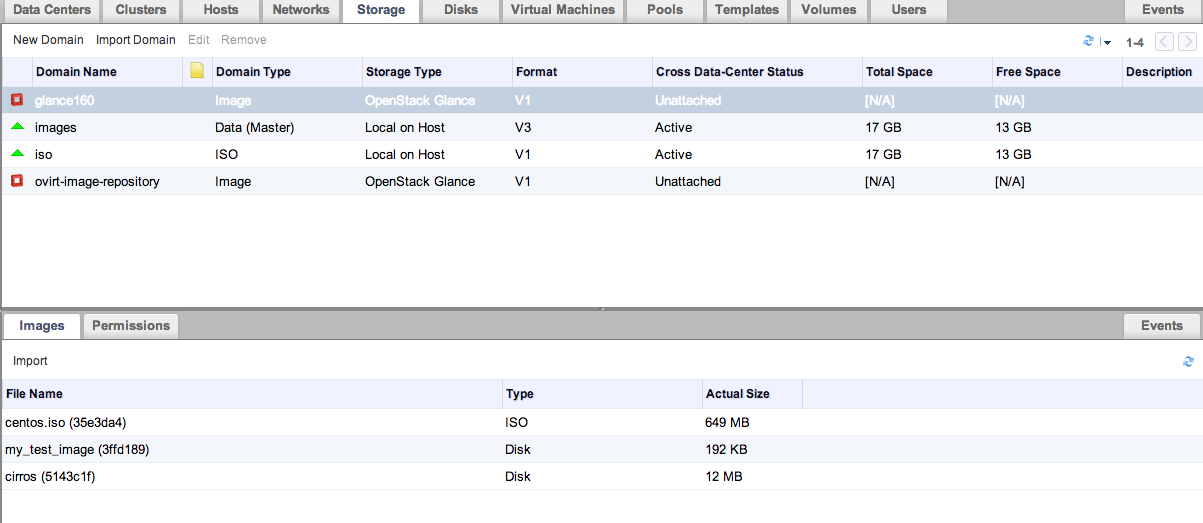 Data Centers Clusters Hosts Networks Storage Disks Virtual Machines Pools Templates Volumes Users Events
New Domain Import Domain Edit Remove 1-4
Domain Name Domain Type Storage Type Format Cross Data-Center Status Total Space Free Space Description
glance160 Image OpenStack Glance V1 Unattached [N/A] [N/A]
images Data (Master) Local on Host V3 Active 17 GB 13 GB
iso ISO Local on Host V1 Active 17 GB 13 GB
ovirt-image-repository Image OpenStack Glance V1 Unattached [N/A] [N/A]
Images Permissions Events
Import
File Name Type Actual Size
centos.iso (35e3da4) ISO 649 MB
my_test_image (3ffd189) Disk 192 KB
cirros (5143c1f) Disk 12 MB